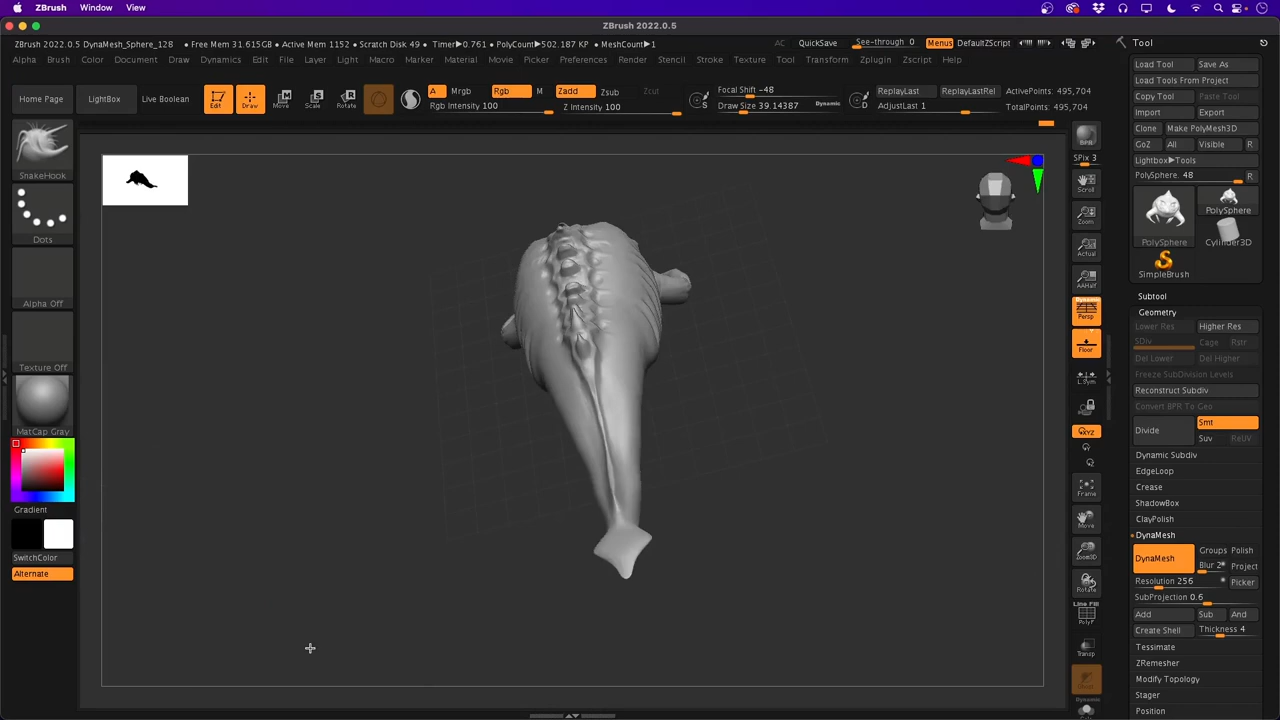 ZBrush Window View
ZBrush 2022.0.5
ZBrush 2022.0.5 DynaMesh_Sphere_128 • Free Mem 31.615GB • Active Mem 1152 • Scratch Disk 49 • Timer▶0.761 • PolyCount▶502.187 KP • MeshCount▶1 AC QuickSave See-through 0 Menus DefaultZScript
Alpha Brush Color Document Draw Dynamics Edit File Layer Light Macro Marker Material Movie Picker Preferences Render Stencil Stroke Texture Tool Transform Zplugin Zscript Help
Home Page LightBox Live Boolean Edit Draw Move Scale Rotate
A Mrgb Rgb M Zadd Zsub Zcut
Rgb Intensity 100 Z Intensity 100
Focal Shift -48
Draw Size 39.14387 Dynamic
S D
ReplayLast ReplayLastRel ActivePoints: 495,704
AdjustLast 1 TotalPoints: 495,704
SnakeHook
Dots
Alpha Off
Texture Off
MatCap Gray
Gradient
SwitchColor
Alternate
BPR
SPix 3
Scroll
Zoom
Actual
AAHalf
Dynamic
Persp
Floor
L.Sym
XYZ
Frame
Move
Zoom3D
Rotate
Line Fill
PolyF
Transp
Dynamic
Tool
Load Tool Save As
Load Tools From Project
Copy Tool Paste Tool
Import Export
Clone Make PolyMesh3D
GoZ All Visible R
Lightbox▶Tools
PolySphere. 48 R
PolySphere PolySphere
Cylinder3D
SimpleBrush
Subtool
Geometry
Lower Res Higher Res
SDiv Cage Rstr
Del Lower Del Higher
Freeze SubDivision Levels
Reconstruct Subdiv
Convert BPR To Geo
Divide Smt
Suv ReUV
Dynamic Subdiv
EdgeLoop
Crease
ShadowBox
ClayPolish
DynaMesh
DynaMesh Groups Polish
Blur 2 Project
Resolution 256 Picker
SubProjection 0.6
Add Sub And
Create Shell Thickness 4
Tessimate
ZRemesher
Modify Topology
Stager
Position